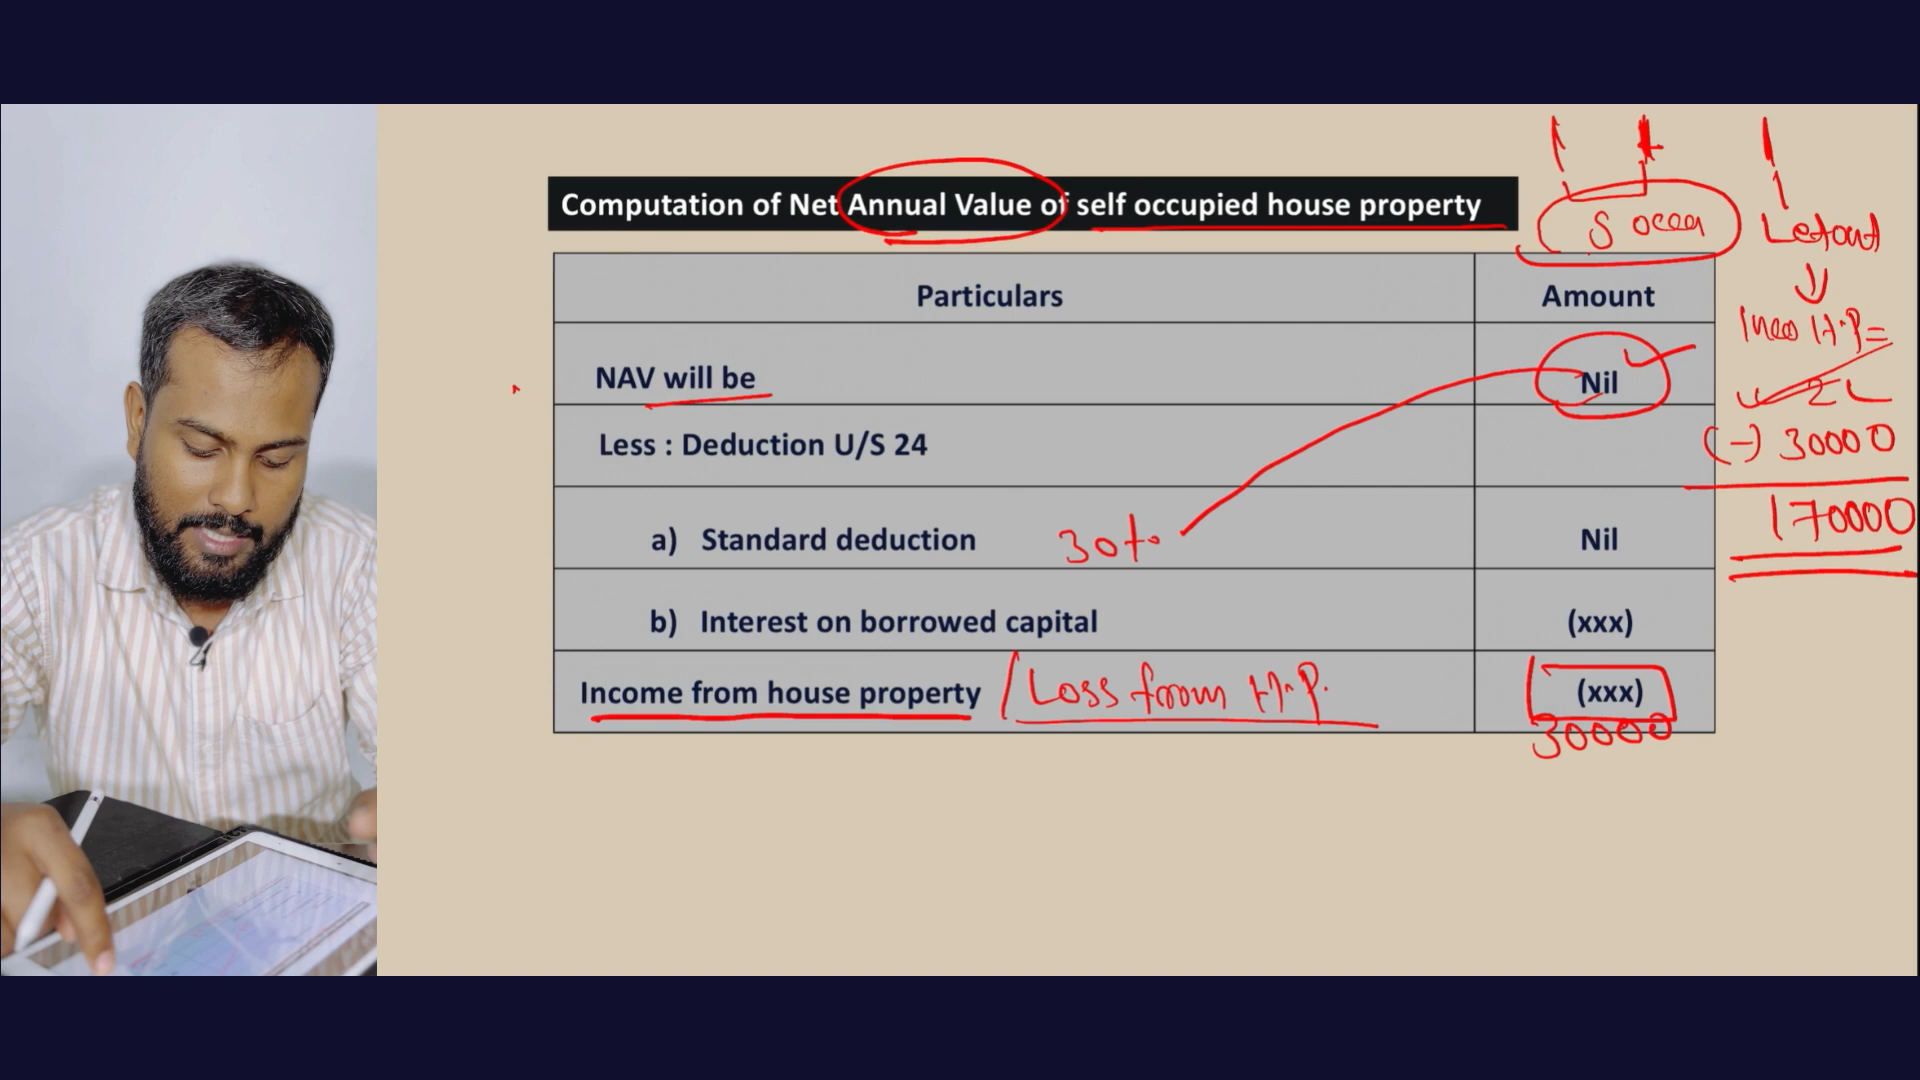 Computation of Net Annual Value of self occupied house property
S occu
Letout
Particulars
Amount
H.P=
NAV will be
Nil
2L
Less : Deduction U/S 24
(-) 30000
a) Standard deduction
30%
Nil
170000
b) Interest on borrowed capital
(xxx)
Income from house property / Loss from H.P.
(xxx)
30000